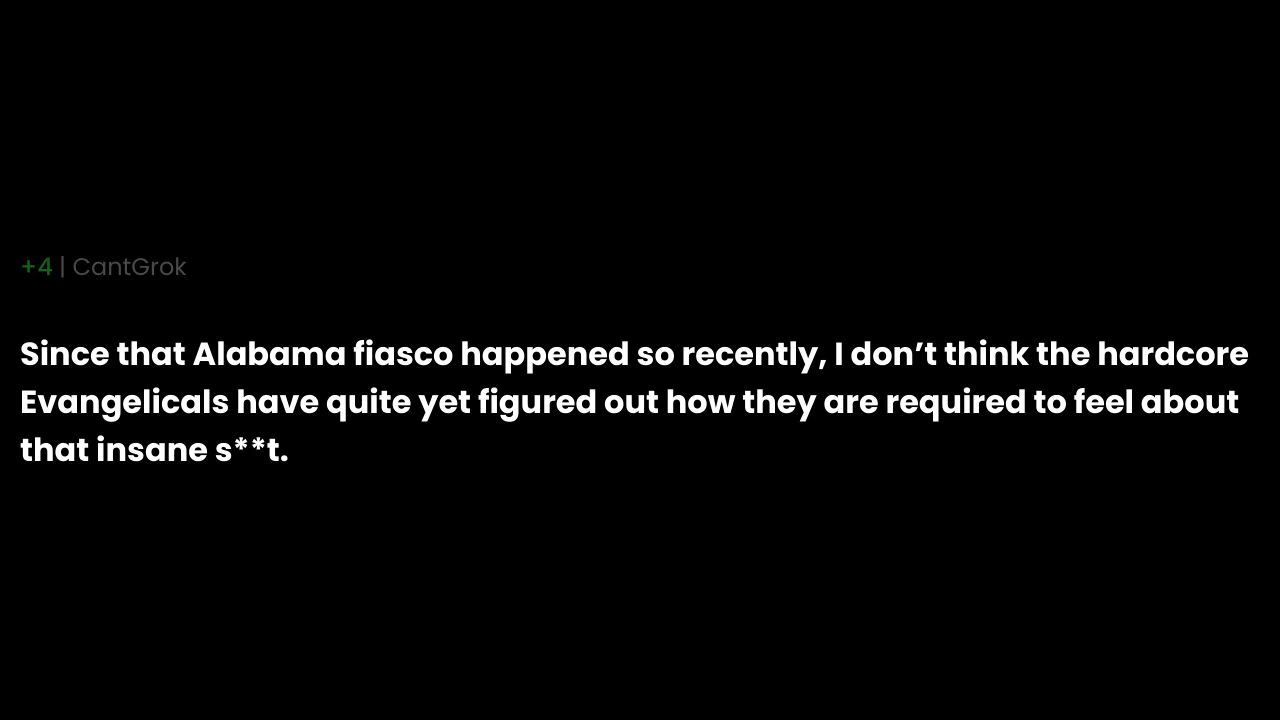 +4 | CantGrok
Since that Alabama fiasco happened so recently, I don’t think the hardcore
Evangelicals have quite yet figured out how they are required to feel about
that insane s**t.